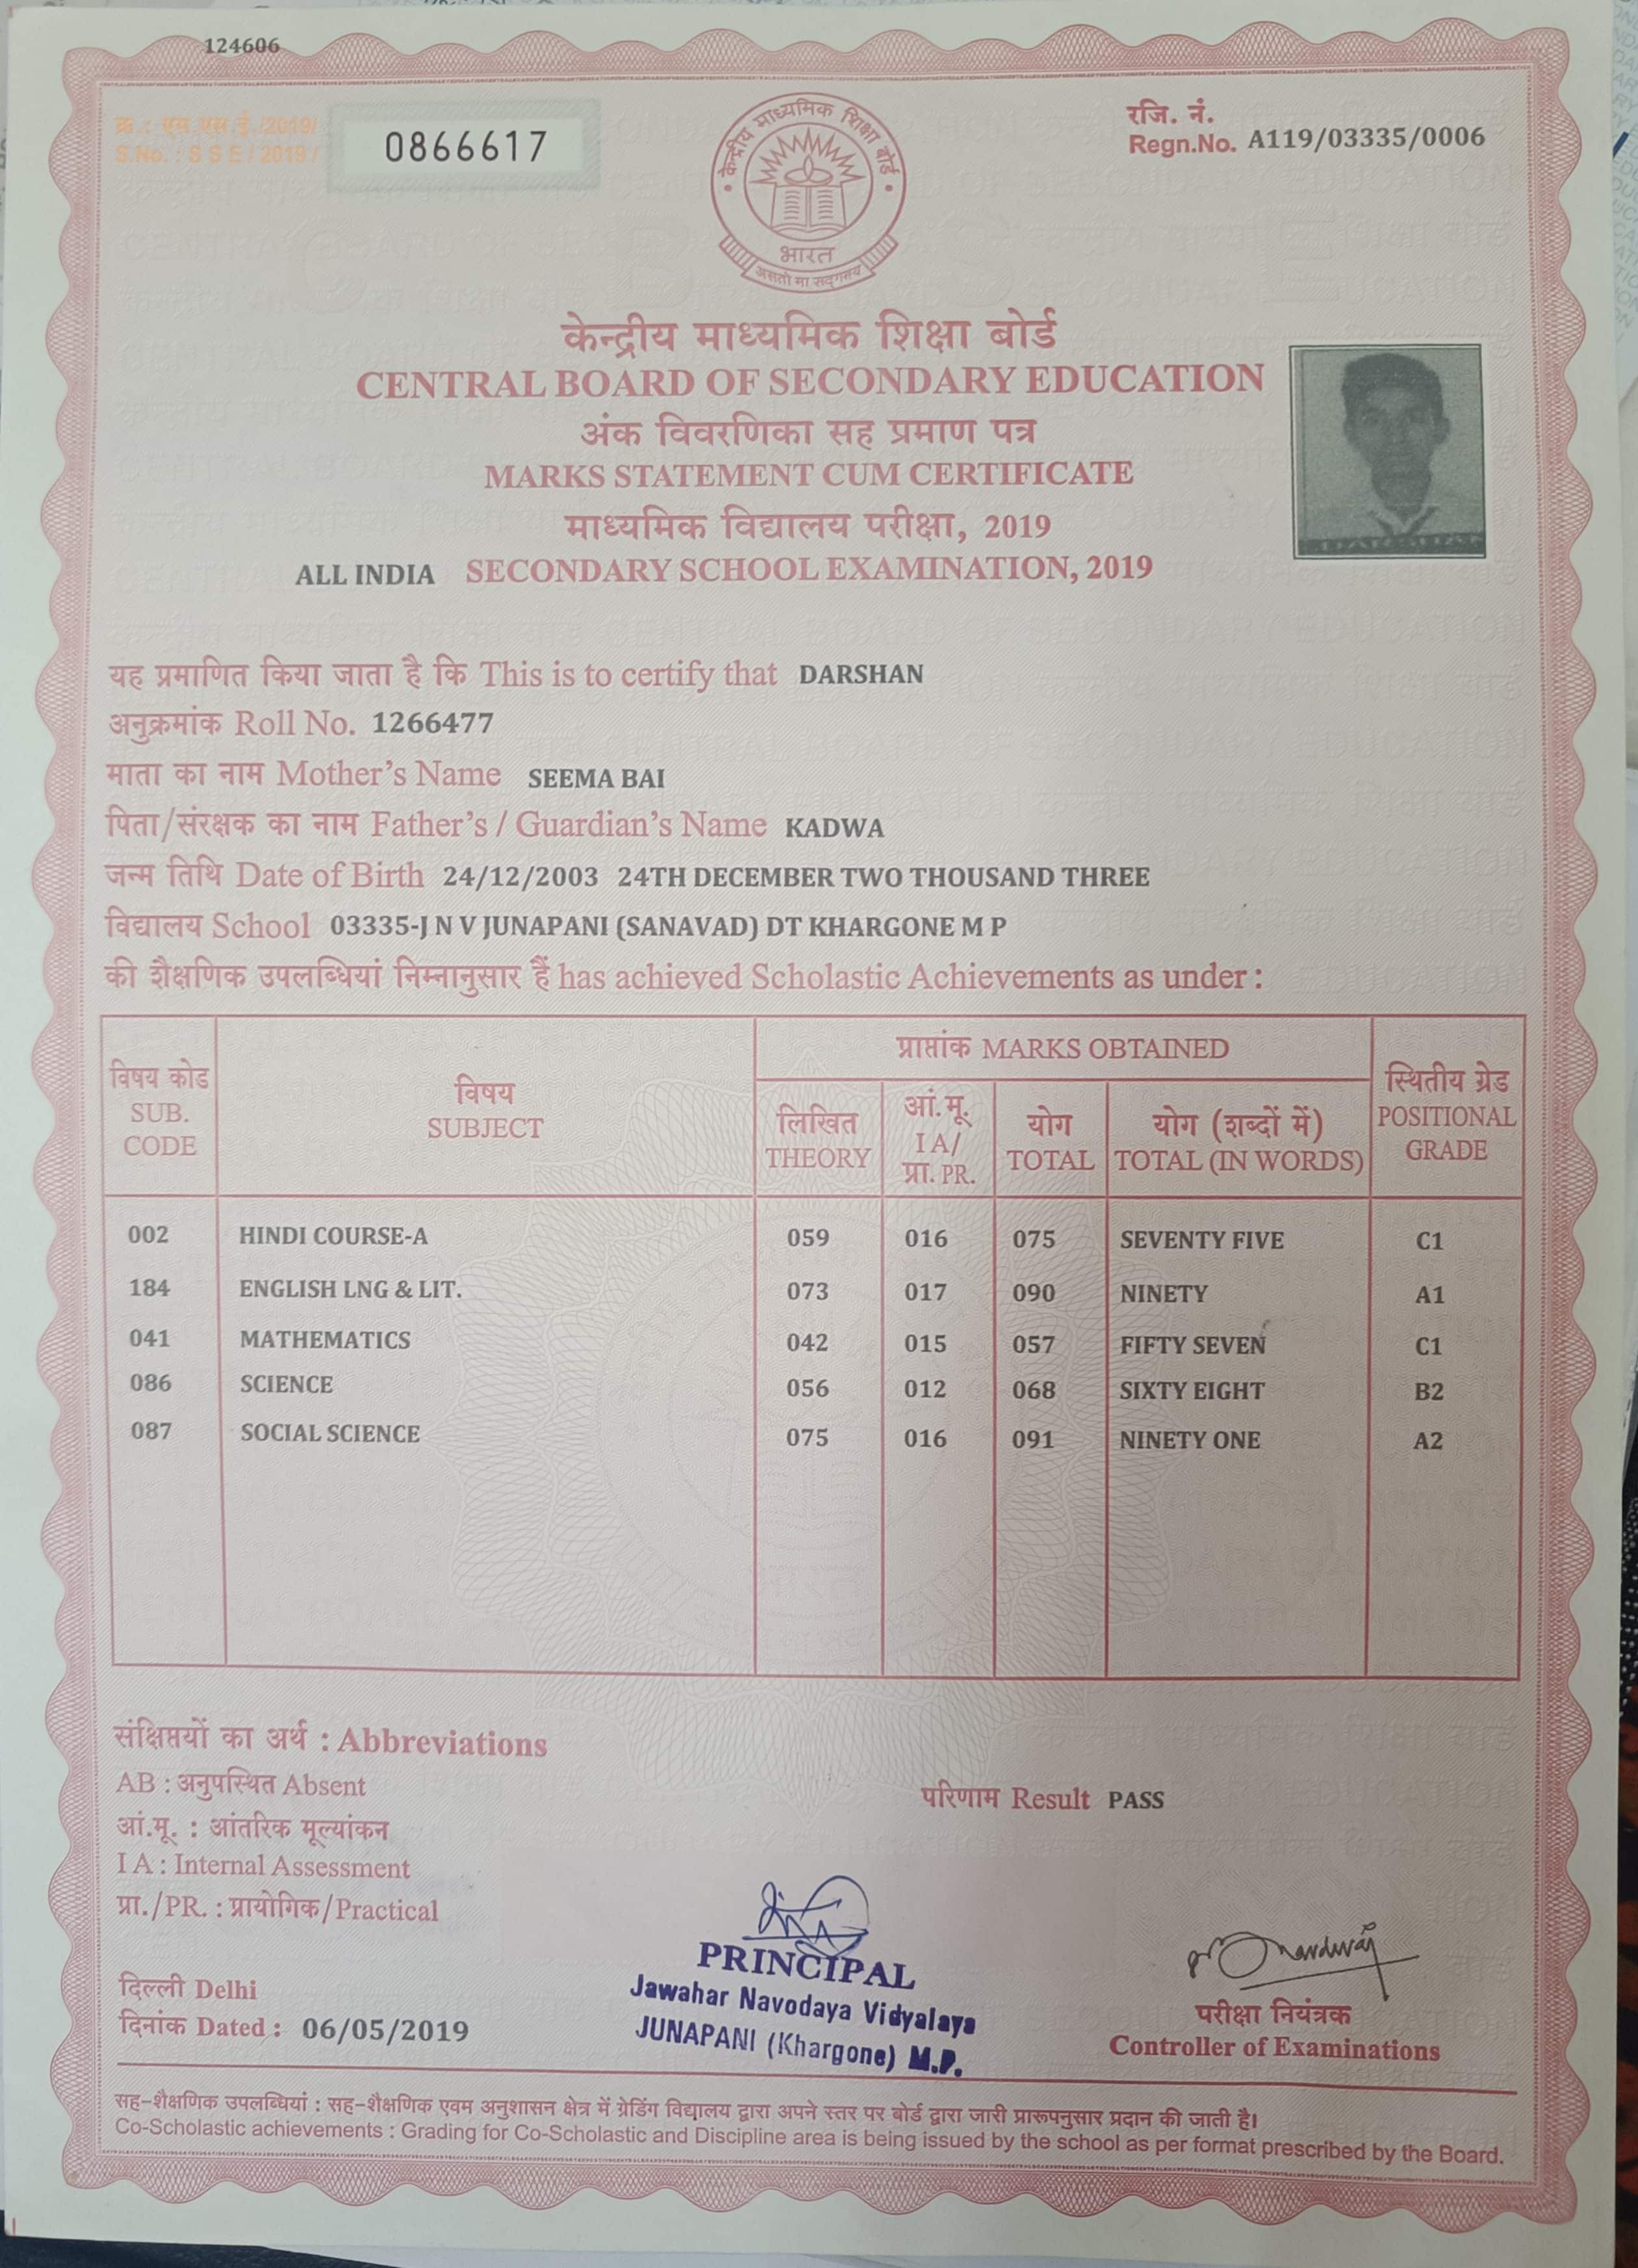 124606
क्र.: एस.एस.ई./2019/
S.No.: S S E / 2019 /
0866617
रजि. नं.
Regn.No. A119/03335/0006
केन्द्रीय माध्यमिक शिक्षा बोर्ड
भारत
असतो मा सद्गमय
केन्द्रीय माध्यमिक शिक्षा बोर्ड
CENTRAL BOARD OF SECONDARY EDUCATION
अंक विवरणिका सह प्रमाण पत्र
MARKS STATEMENT CUM CERTIFICATE
माध्यमिक विद्यालय परीक्षा, 2019
ALL INDIA SECONDARY SCHOOL EXAMINATION, 2019
DARSHAN
यह प्रमाणित किया जाता है कि This is to certify that DARSHAN
अनुक्रमांक Roll No. 1266477
माता का नाम Mother's Name SEEMA BAI
पिता/संरक्षक का नाम Father's / Guardian's Name KADWA
जन्म तिथि Date of Birth 24/12/2003 24TH DECEMBER TWO THOUSAND THREE
विद्यालय School 03335-J N V JUNAPANI (SANAVAD) DT KHARGONE M P
की शैक्षणिक उपलब्धियां निम्नानुसार हैं has achieved Scholastic Achievements as under :
विषय कोड
SUB.
CODE
विषय
SUBJECT
प्राप्तांक MARKS OBTAINED
लिखित
THEORY
आं.मू.
I A/
प्रा. PR.
योग
TOTAL
योग (शब्दों में)
TOTAL (IN WORDS)
स्थितीय ग्रेड
POSITIONAL
GRADE
002 HINDI COURSE-A 059 016 075 SEVENTY FIVE C1
184 ENGLISH LNG & LIT. 073 017 090 NINETY A1
041 MATHEMATICS 042 015 057 FIFTY SEVEN C1
086 SCIENCE 056 012 068 SIXTY EIGHT B2
087 SOCIAL SCIENCE 075 016 091 NINETY ONE A2
संक्षिप्तियों का अर्थ : Abbreviations
AB : अनुपस्थित Absent
आं.मू. : आंतरिक मूल्यांकन
I A : Internal Assessment
प्रा./PR. : प्रायोगिक/Practical
परिणाम Result PASS
दिल्ली Delhi
दिनांक Dated : 06/05/2019
PRINCIPAL
Jawahar Navodaya Vidyalaya
JUNAPANI (Khargone) M.P.
परीक्षा नियंत्रक
Controller of Examinations
सह-शैक्षणिक उपलब्धियां : सह-शैक्षणिक एवम अनुशासन क्षेत्र में ग्रेडिंग विद्यालय द्वारा अपने स्तर पर बोर्ड द्वारा जारी प्रारूपनुसार प्रदान की जाती है।
Co-Scholastic achievements : Grading for Co-Scholastic and Discipline area is being issued by the school as per format prescribed by the Board.